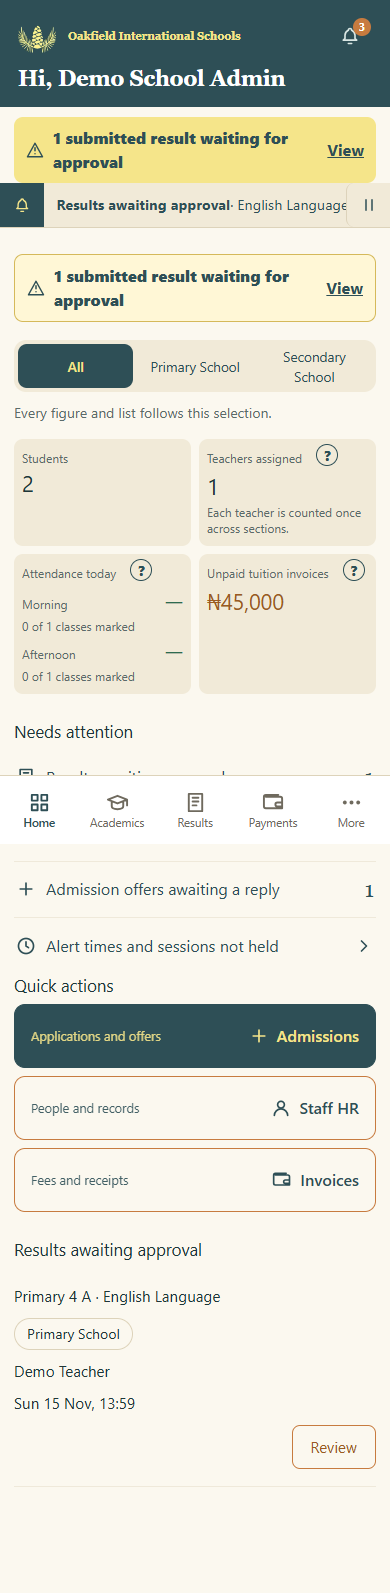 Oakfield International Schools
3
Hi, Demo School Admin
1 submitted result waiting for
approval
View
Results awaiting approval · English Language
1 submitted result waiting for
approval
View
All
Primary School
Secondary
School
Every figure and list follows this selection.
Students
2
Teachers assigned ?
1
Each teacher is counted once
across sections.
Attendance today ?
Morning —
0 of 1 classes marked
Afternoon —
0 of 1 classes marked
Unpaid tuition invoices ?
₦45,000
Needs attention
Home
Academics
Results
Payments
More
Admission offers awaiting a reply 1
Alert times and sessions not held
Quick actions
Applications and offers + Admissions
People and records Staff HR
Fees and receipts Invoices
Results awaiting approval
Primary 4 A · English Language
Primary School
Demo Teacher
Sun 15 Nov, 13:59
Review